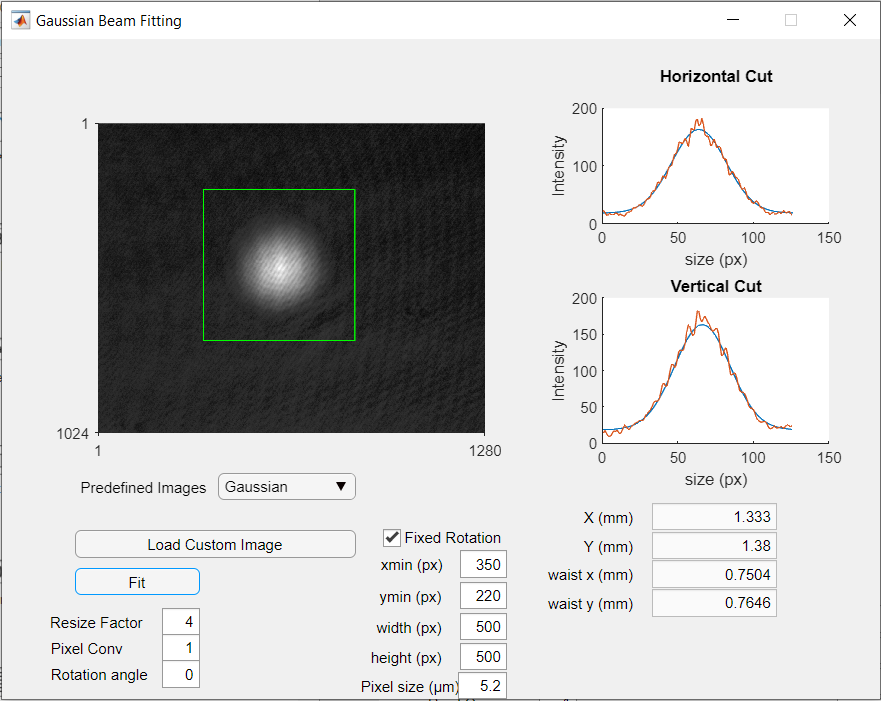 Gaussian Beam Fitting
1
1024
1
1280
Horizontal Cut
Intensity
200
100
0
0
50
100
150
size (px)
Vertical Cut
Intensity
200
150
100
50
0
0
50
100
150
size (px)
Predefined Images
Gaussian
Load Custom Image
Fit
Resize Factor
4
Pixel Conv
1
Rotation angle
0
Fixed Rotation
xmin (px)
350
ymin (px)
220
width (px)
500
height (px)
500
Pixel size (µm)
5.2
X (mm)
1.333
Y (mm)
1.38
waist x (mm)
0.7504
waist y (mm)
0.7646